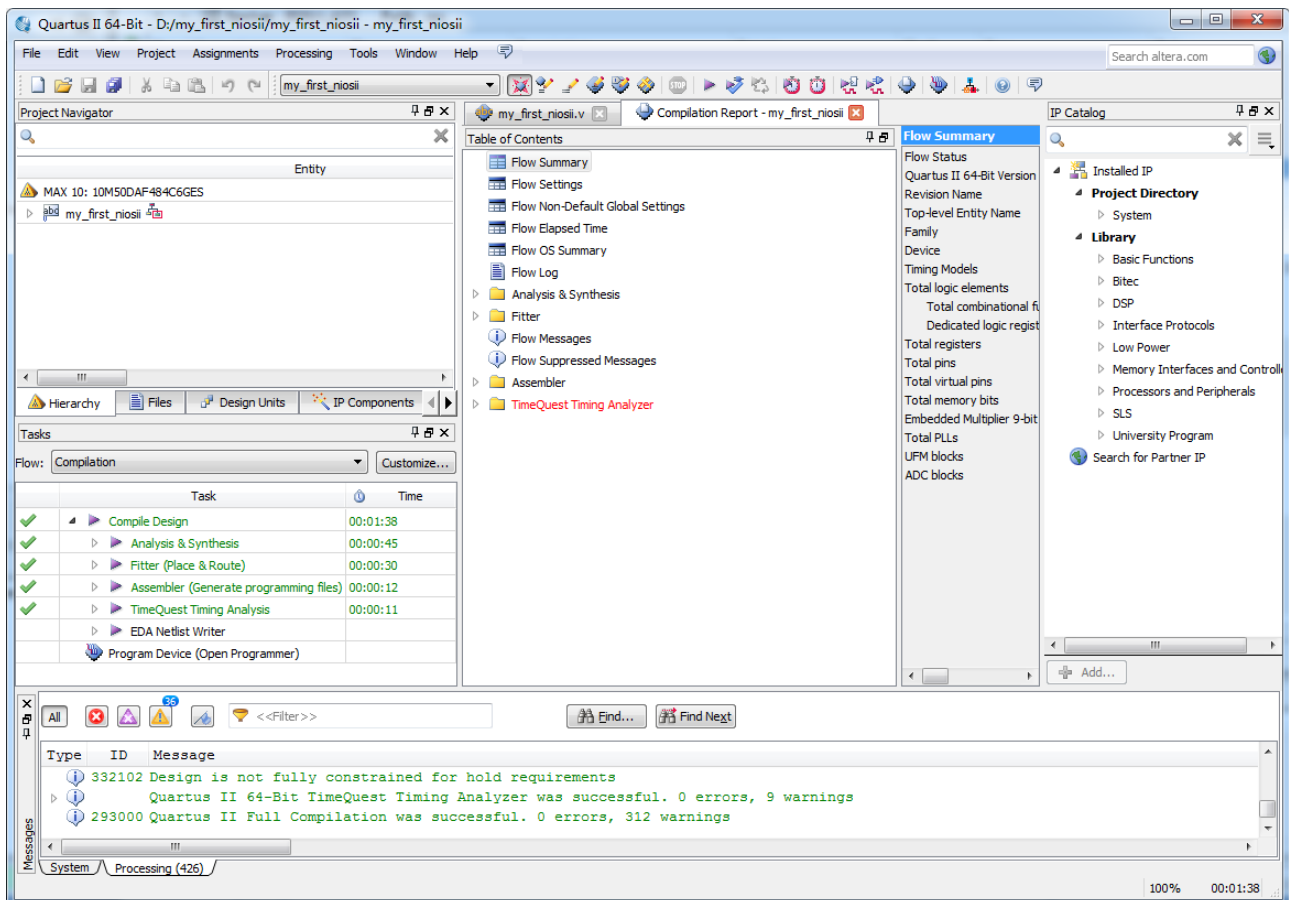 Quartus II 64-Bit - D:/my_first_niosii/my_first_niosii - my_first_niosii
File Edit View Project Assignments Processing Tools Window Help
Search altera.com
my_first_niosii
STOP
Project Navigator
Entity
MAX 10: 10M50DAF484C6GES
abd my_first_niosii
Hierarchy Files Design Units IP Components
Tasks
Flow: Compilation Customize...
Task Time
Compile Design 00:01:38
Analysis & Synthesis 00:00:45
Fitter (Place & Route) 00:00:30
Assembler (Generate programming files) 00:00:12
TimeQuest Timing Analysis 00:00:11
EDA Netlist Writer
Program Device (Open Programmer)
my_first_niosii.v Compilation Report - my_first_niosii
Table of Contents
Flow Summary
Flow Settings
Flow Non-Default Global Settings
Flow Elapsed Time
Flow OS Summary
Flow Log
Analysis & Synthesis
Fitter
Flow Messages
Flow Suppressed Messages
Assembler
TimeQuest Timing Analyzer
Flow Summary
Flow Status
Quartus II 64-Bit Version
Revision Name
Top-level Entity Name
Family
Device
Timing Models
Total logic elements
Total combinational fu
Dedicated logic regist
Total registers
Total pins
Total virtual pins
Total memory bits
Embedded Multiplier 9-bit
Total PLLs
UFM blocks
ADC blocks
IP Catalog
Installed IP
Project Directory
System
Library
Basic Functions
Bitec
DSP
Interface Protocols
Low Power
Memory Interfaces and Controlle
Processors and Peripherals
SLS
University Program
Search for Partner IP
Add...
All 36 <<Filter>> Find... Find Next
Type ID Message
332102 Design is not fully constrained for hold requirements
Quartus II 64-Bit TimeQuest Timing Analyzer was successful. 0 errors, 9 warnings
293000 Quartus II Full Compilation was successful. 0 errors, 312 warnings
Messages
System Processing (426)
100% 00:01:38